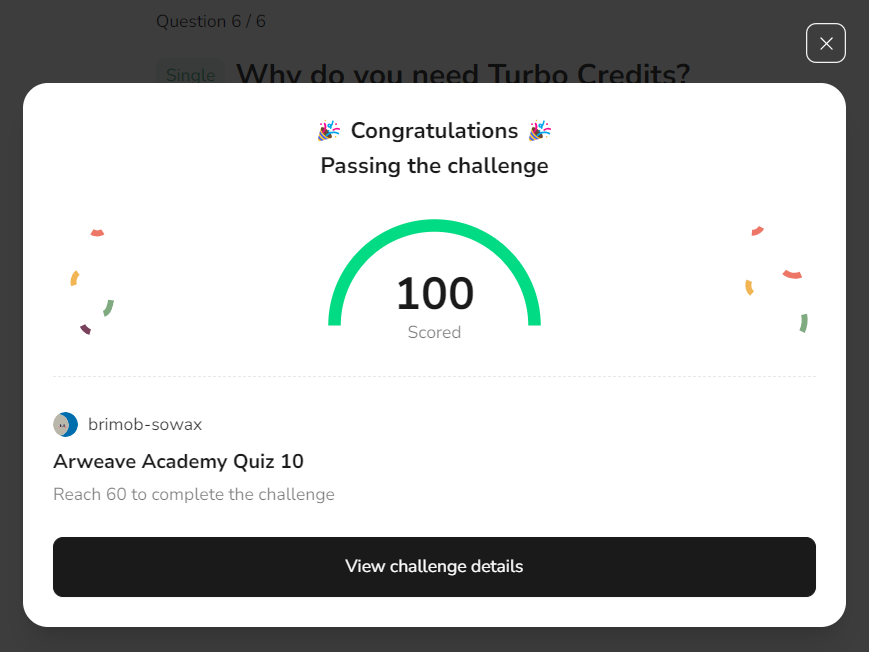 Question 6 / 6
Single Why do you need Turbo Credits?
Congratulations
Passing the challenge
100
Scored
brimob-sowax
Arweave Academy Quiz 10
Reach 60 to complete the challenge
View challenge details